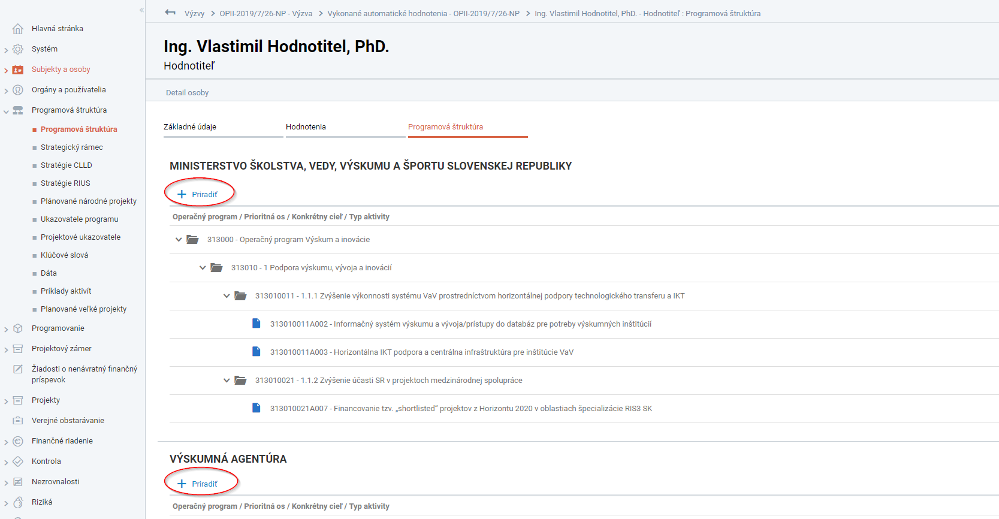 «
Hlavná stránka
Systém
Subjekty a osoby
Orgány a používatelia
Programová štruktúra
Programová štruktúra
Strategický rámec
Stratégie CLLD
Stratégie RIUS
Plánované národné projekty
Ukazovatele programu
Projektové ukazovatele
Kľúčové slová
Dáta
Príklady aktivít
Planované veľké projekty
Programovanie
Projektový zámer
Žiadosti o nenávratný finančný
príspevok
Projekty
Verejné obstarávanie
Finančné riadenie
Kontrola
Nezrovnalosti
Riziká
Výzvy > OPII-2019/7/26-NP - Výzva > Vykonané automatické hodnotenia - OPII-2019/7/26-NP > Ing. Vlastimil Hodnotitel, PhD. - Hodnotiteľ : Programová štruktúra
Ing. Vlastimil Hodnotitel, PhD.
Hodnotiteľ
Detail osoby
Základné údaje Hodnotenia Programová štruktúra
MINISTERSTVO ŠKOLSTVA, VEDY, VÝSKUMU A ŠPORTU SLOVENSKEJ REPUBLIKY
+ Priradiť
Operačný program / Prioritná os / Konkrétny cieľ / Typ aktivity
313000 - Operačný program Výskum a inovácie
313010 - 1 Podpora výskumu, vývoja a inovácií
313010011 - 1.1.1 Zvýšenie výkonnosti systému VaV prostredníctvom horizontálnej podpory technologického transferu a IKT
313010011A002 - Informačný systém výskumu a vývoja/prístupy do databáz pre potreby výskumných inštitúcií
313010011A003 - Horizontálna IKT podpora a centrálna infraštruktúra pre inštitúcie VaV
313010021 - 1.1.2 Zvýšenie účasti SR v projektoch medzinárodnej spolupráce
313010021A007 - Financovanie tzv. „shortlisted“ projektov z Horizontu 2020 v oblastiach špecializácie RIS3 SK
VÝSKUMNÁ AGENTÚRA
+ Priradiť
Operačný program / Prioritná os / Konkrétny cieľ / Typ aktivity